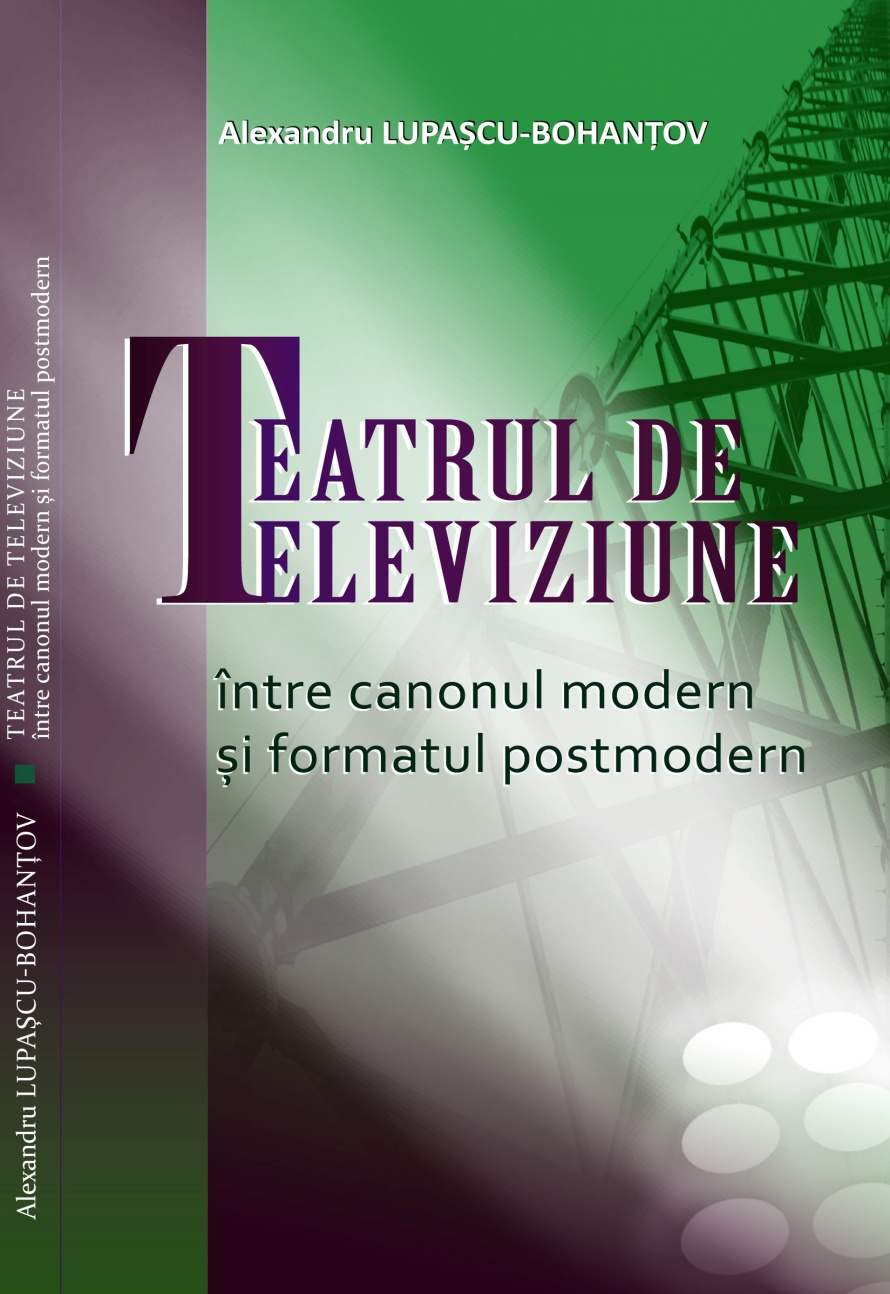 Alexandru LUPAȘCU-BOHANȚOV
TEATRUL DE
TELEVIZIUNE
între canonul modern
și formatul postmodern
Alexandru LUPAȘCU-BOHANȚOV ■ TEATRUL DE TELEVIZIUNE
între canonul modern și formatul postmodern